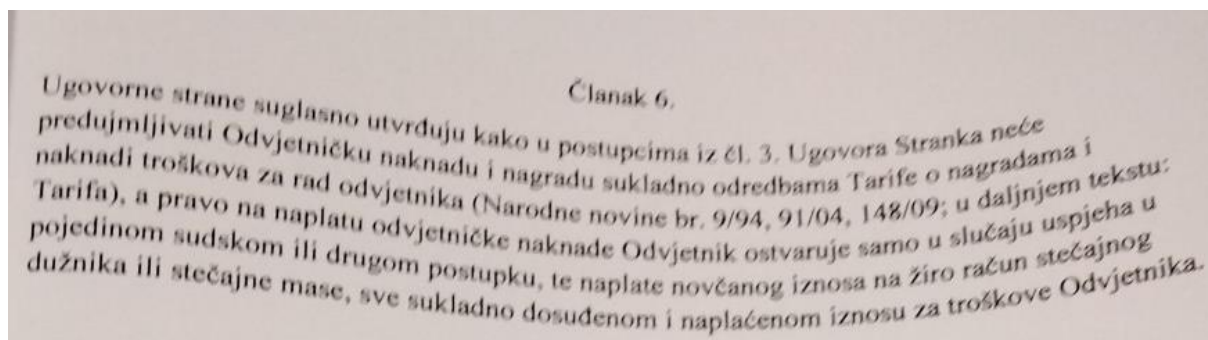 Članak 6.
Ugovorne strane suglasno utvrđuju kako u postupcima iz čl. 3. Ugovora Stranka neće
predujmljivati Odvjetničku naknadu i nagradu sukladno odredbama Tarife o nagradama i
naknadi troškova za rad odvjetnika (Narodne novine br. 9/94, 91/04, 148/09; u daljnjem tekstu:
Tarifa), a pravo na naplatu odvjetničke naknade Odvjetnik ostvaruje samo u slučaju uspjeha u
pojedinom sudskom ili drugom postupku, te naplate novčanog iznosa na žiro račun stečajnog
dužnika ili stečajne mase, sve sukladno dosuđenom i naplaćenom iznosu za troškove Odvjetnika.